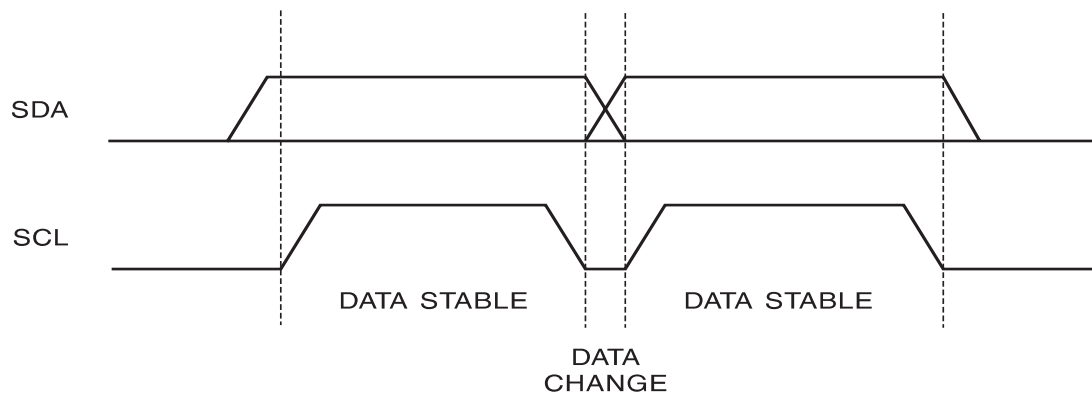 SDA
SCL
DATA STABLE
DATA STABLE
DATA
CHANGE